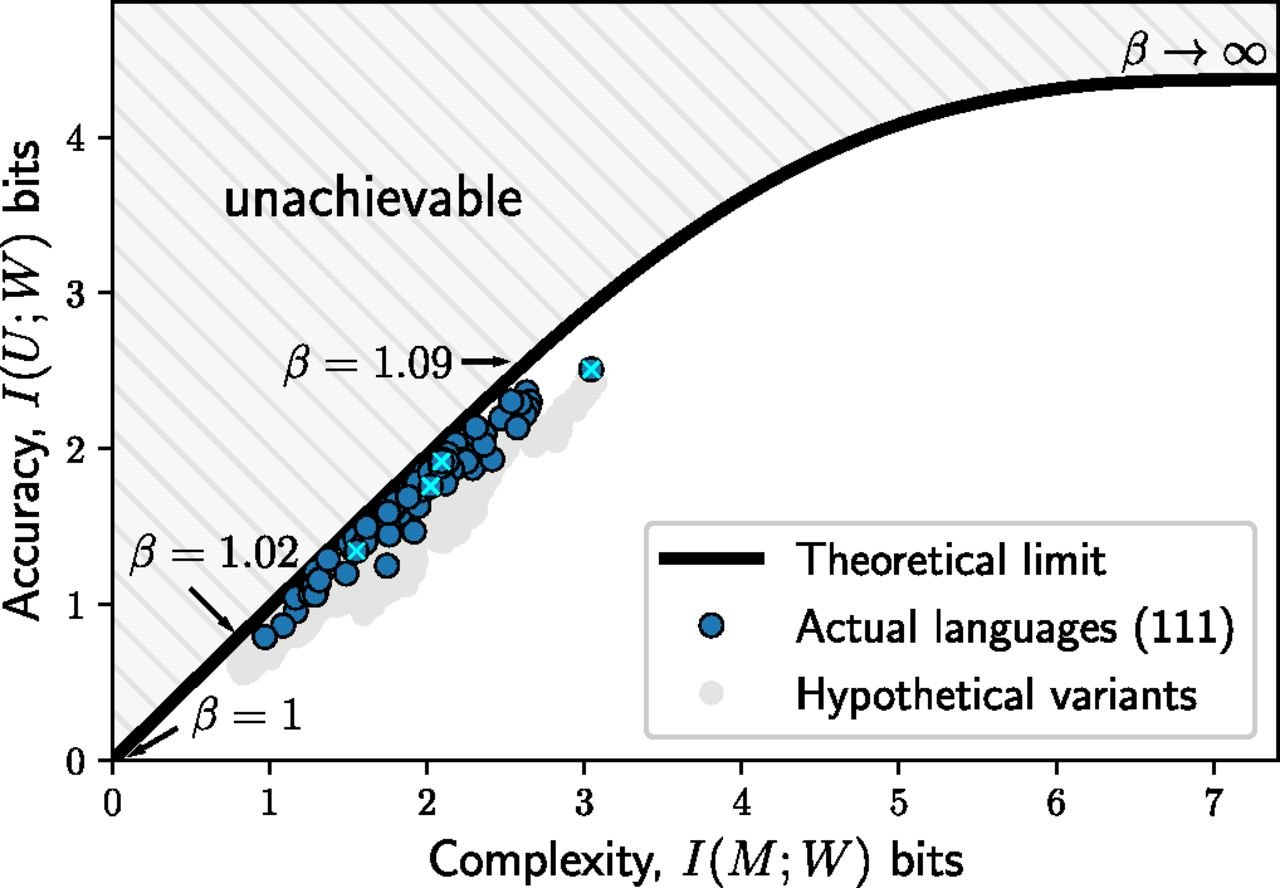 β → ∞
unachievable
β = 1.09
β = 1.02
β = 1
Accuracy, I(U; W) bits
4
3
2
1
0
Theoretical limit
Actual languages (111)
Hypothetical variants
0 1 2 3 4 5 6 7
Complexity, I(M; W) bits